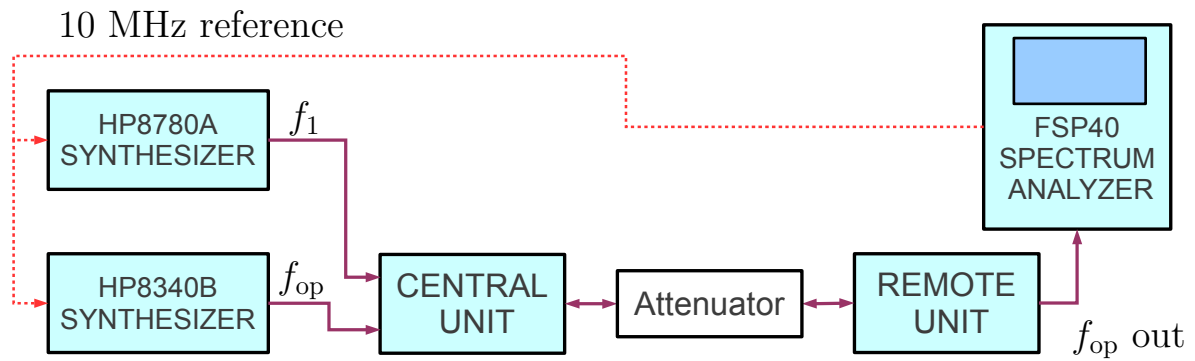 10 MHz reference
HP8780A
SYNTHESIZER
f1
FSP40
SPECTRUM
ANALYZER
HP8340B
SYNTHESIZER
fop
CENTRAL
UNIT
Attenuator
REMOTE
UNIT
fop out